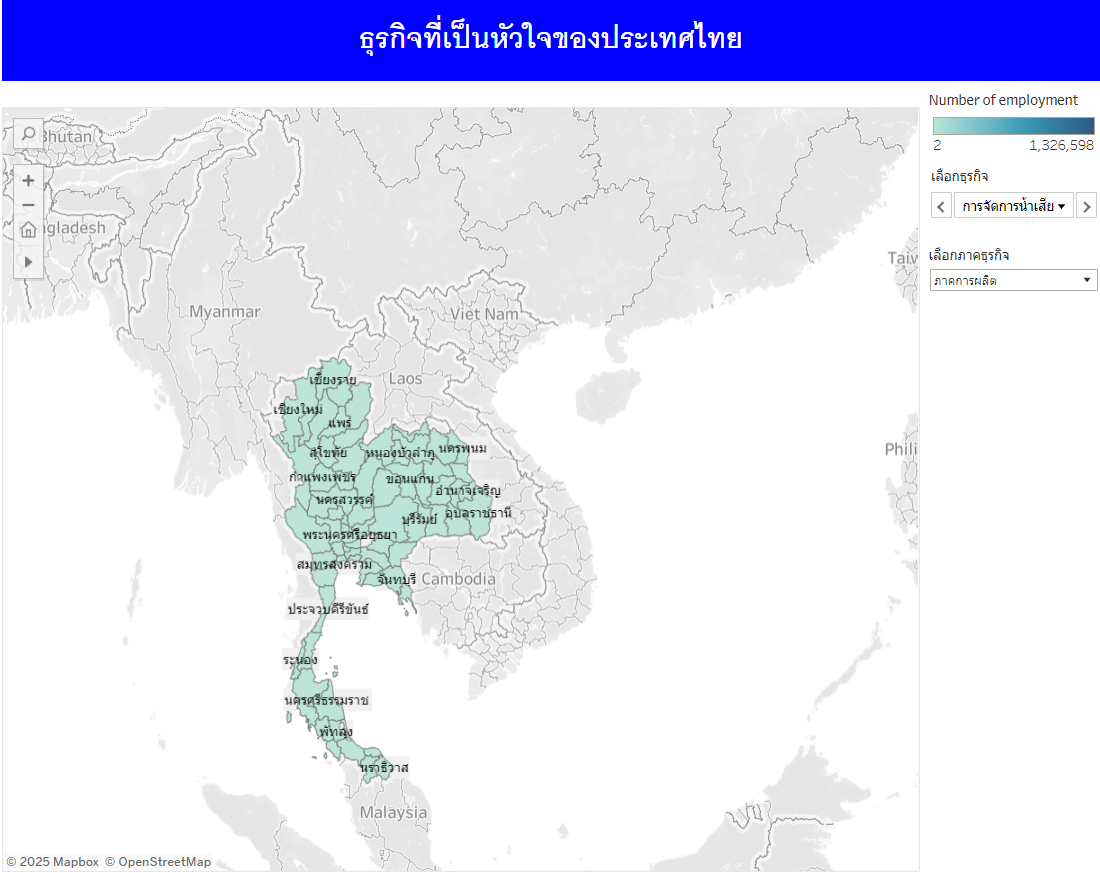 ธุรกิจที่เป็นหัวใจของประเทศไทย
Number of employment
2 1,326,598
เลือกธุรกิจ
การจัดการน้ำเสีย
เลือกภาคธุรกิจ
ภาคการผลิต
Bhutan
ngladesh
Taiw
Myanmar
Viet Nam
Laos
เชียงราย
เชียงใหม่
แพร่
สุโขทัย
หนองบัวลำภู
นครพนม
Phili
กำแพงเพชร
ขอนแก่น
อำนาจเจริญ
นครสวรรค์
บุรีรัมย์
อุบลราชธานี
พระนครศรีอยุธยา
สมุทรสงคราม
จันทบุรี
Cambodia
ประจวบคีรีขันธ์
ระนอง
นครศรีธรรมราช
พัทลุง
นราธิวาส
Malaysia
© 2025 Mapbox © OpenStreetMap